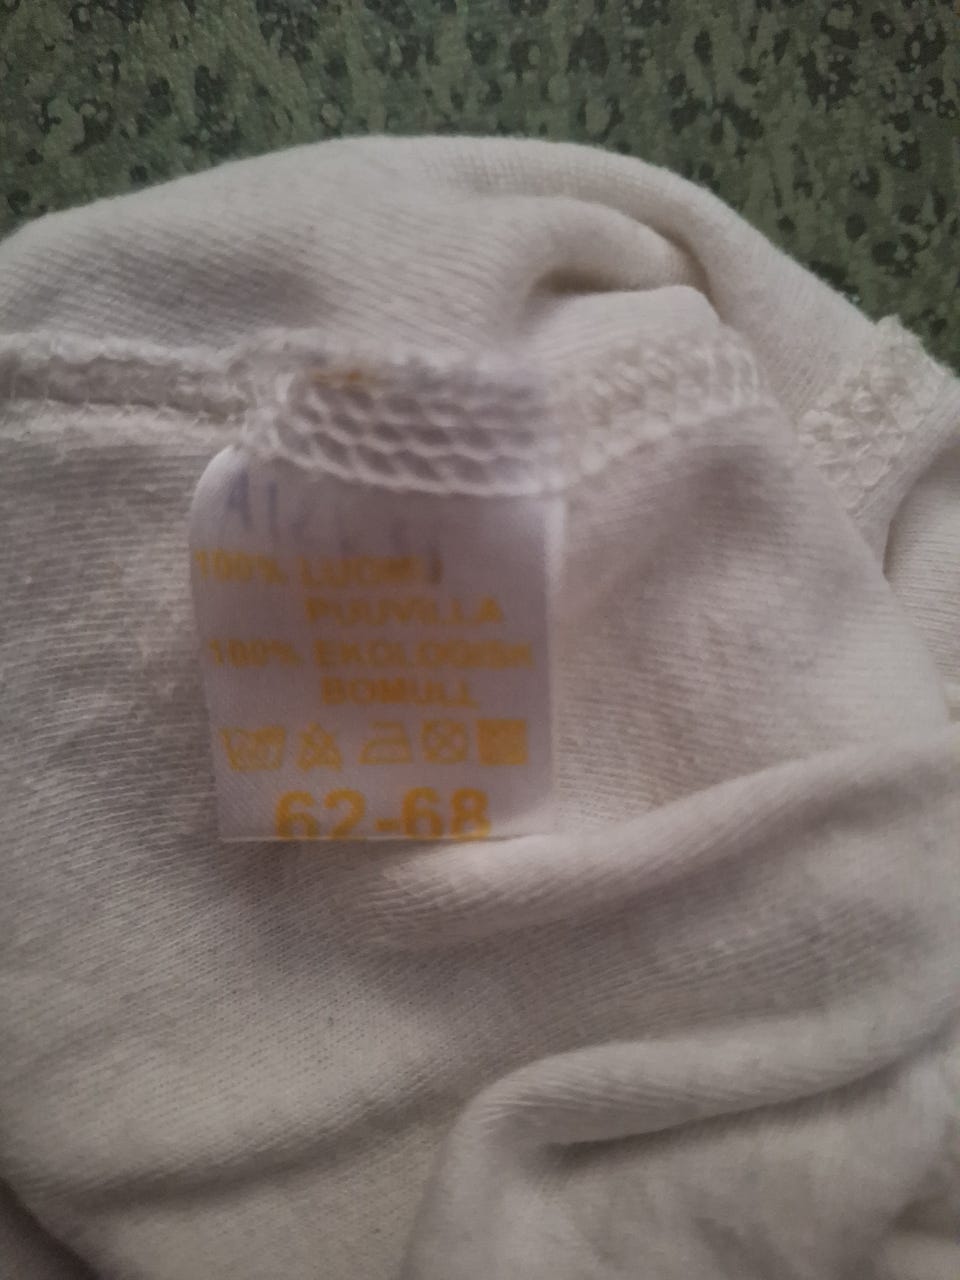 100% LUOMU
PUUVILLA
100% EKOLOGISK
BOMULL
62-68